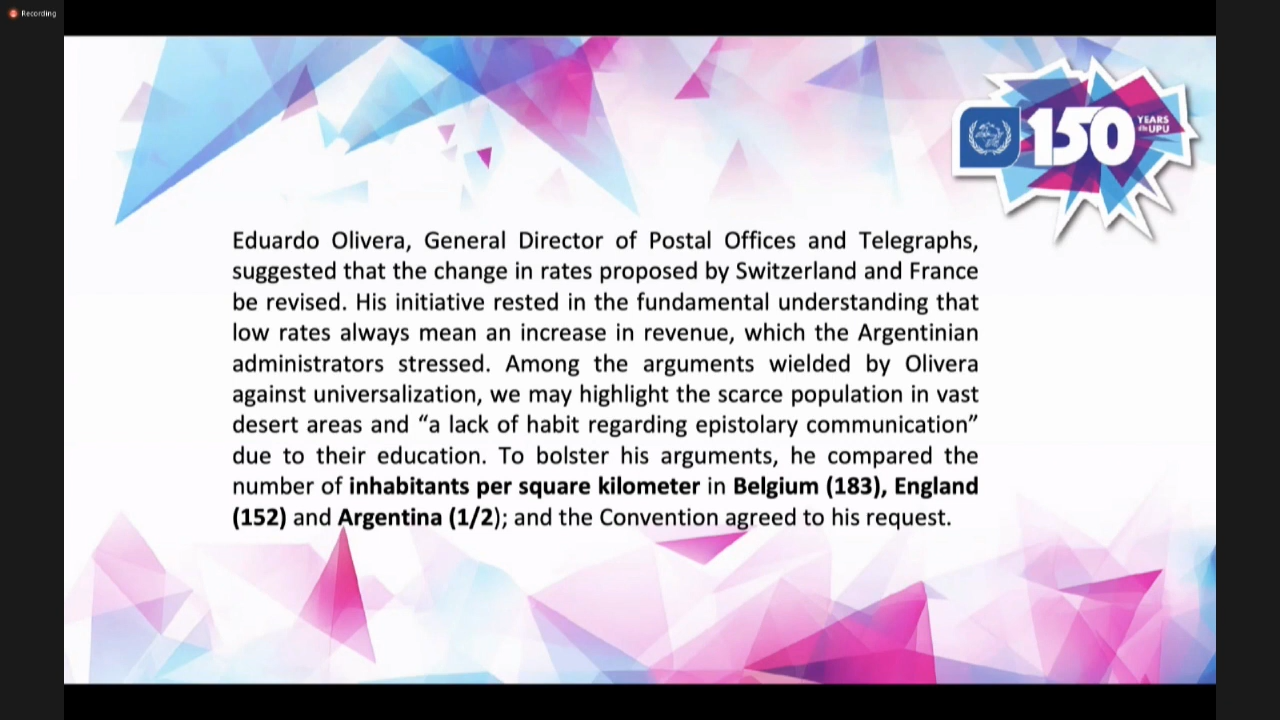 Recording
150
YEARS
OF THE UPU
Eduardo Olivera, General Director of Postal Offices and Telegraphs,
suggested that the change in rates proposed by Switzerland and France
be revised. His initiative rested in the fundamental understanding that
low rates always mean an increase in revenue, which the Argentinian
administrators stressed. Among the arguments wielded by Olivera
against universalization, we may highlight the scarce population in vast
desert areas and “a lack of habit regarding epistolary communication”
due to their education. To bolster his arguments, he compared the
number of inhabitants per square kilometer in Belgium (183), England
(152) and Argentina (1/2); and the Convention agreed to his request.